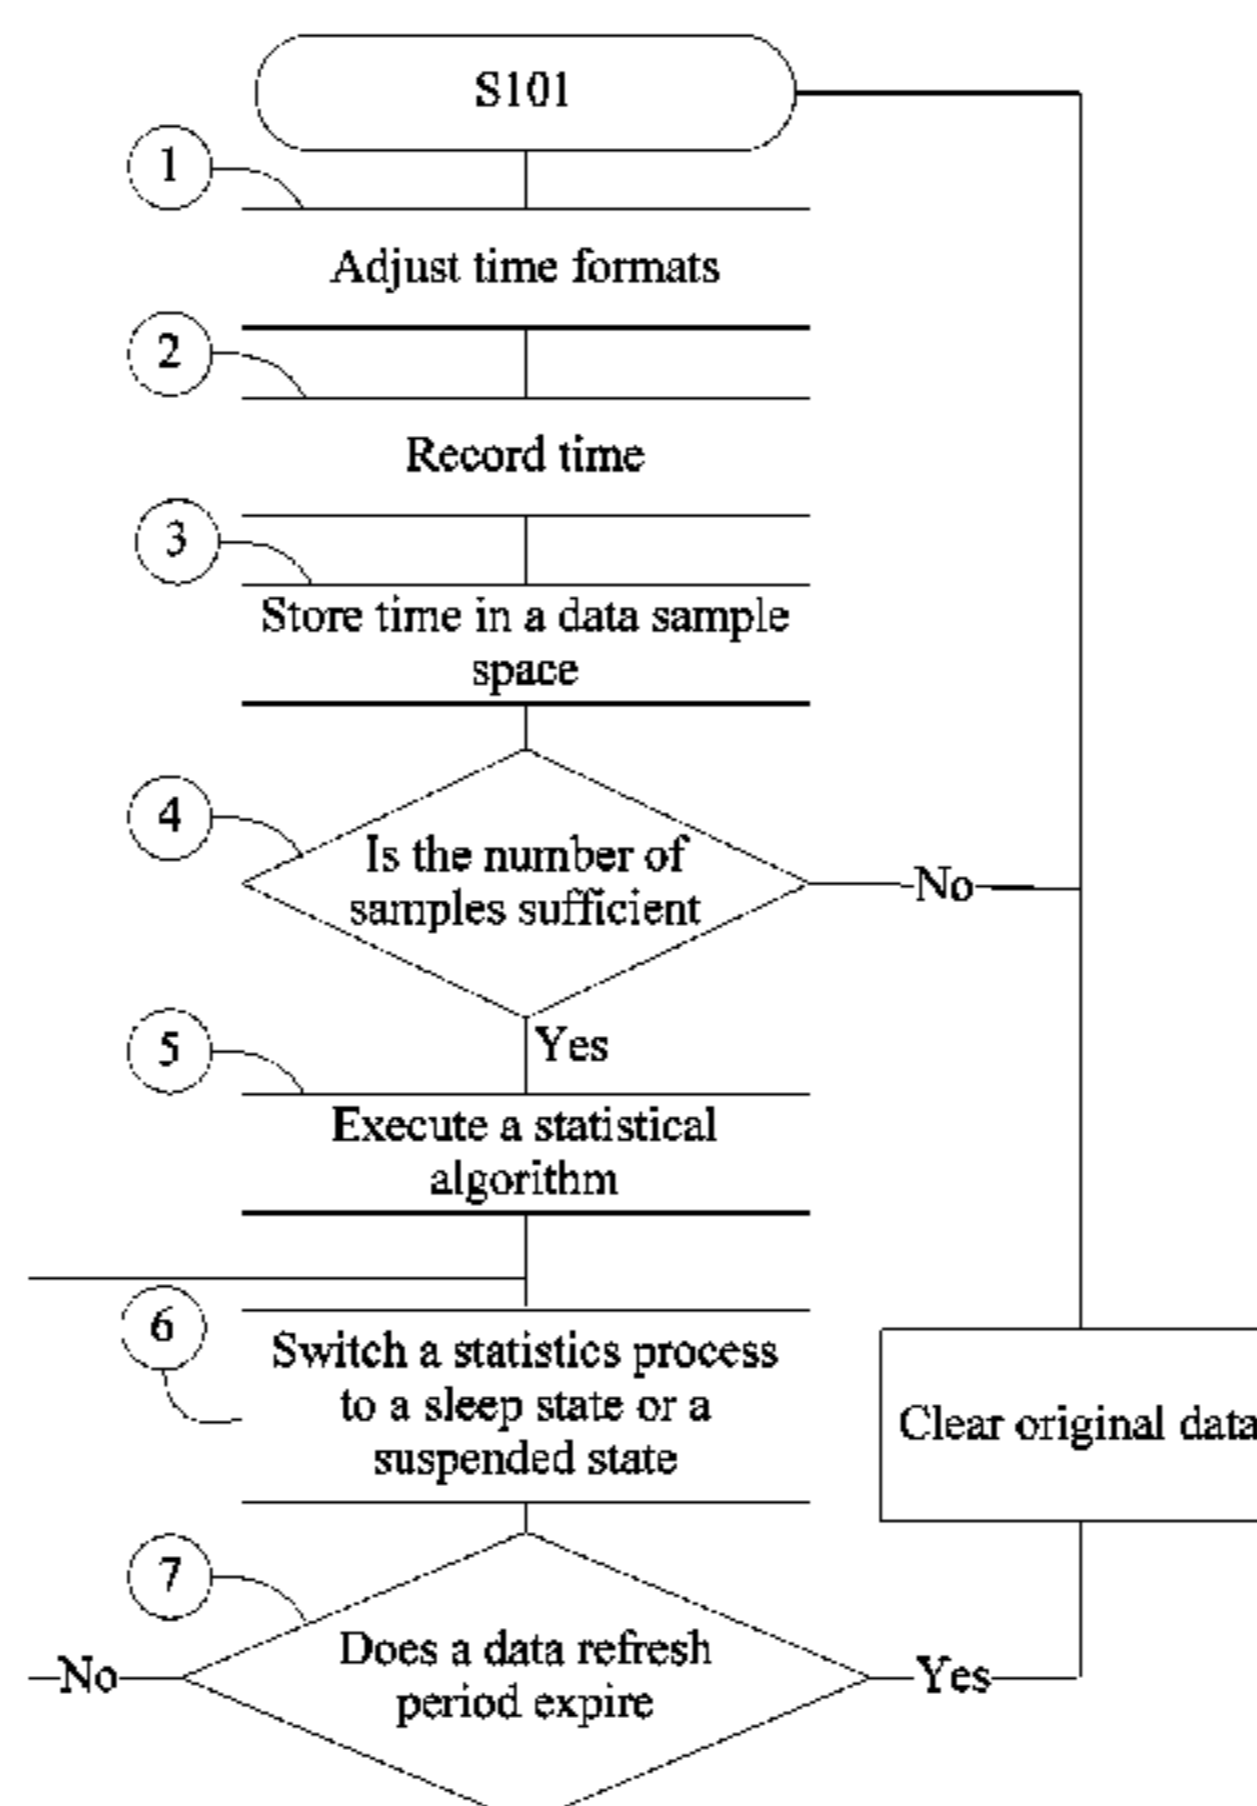 S101
1
Adjust time formats
2
Record time
3
Store time in a data sample
space
4
Is the number of
samples sufficient
No
Yes
5
Execute a statistical
algorithm
6
Switch a statistics process
to a sleep state or a
suspended state
Clear original data
7
Does a data refresh
period expire
No
Yes